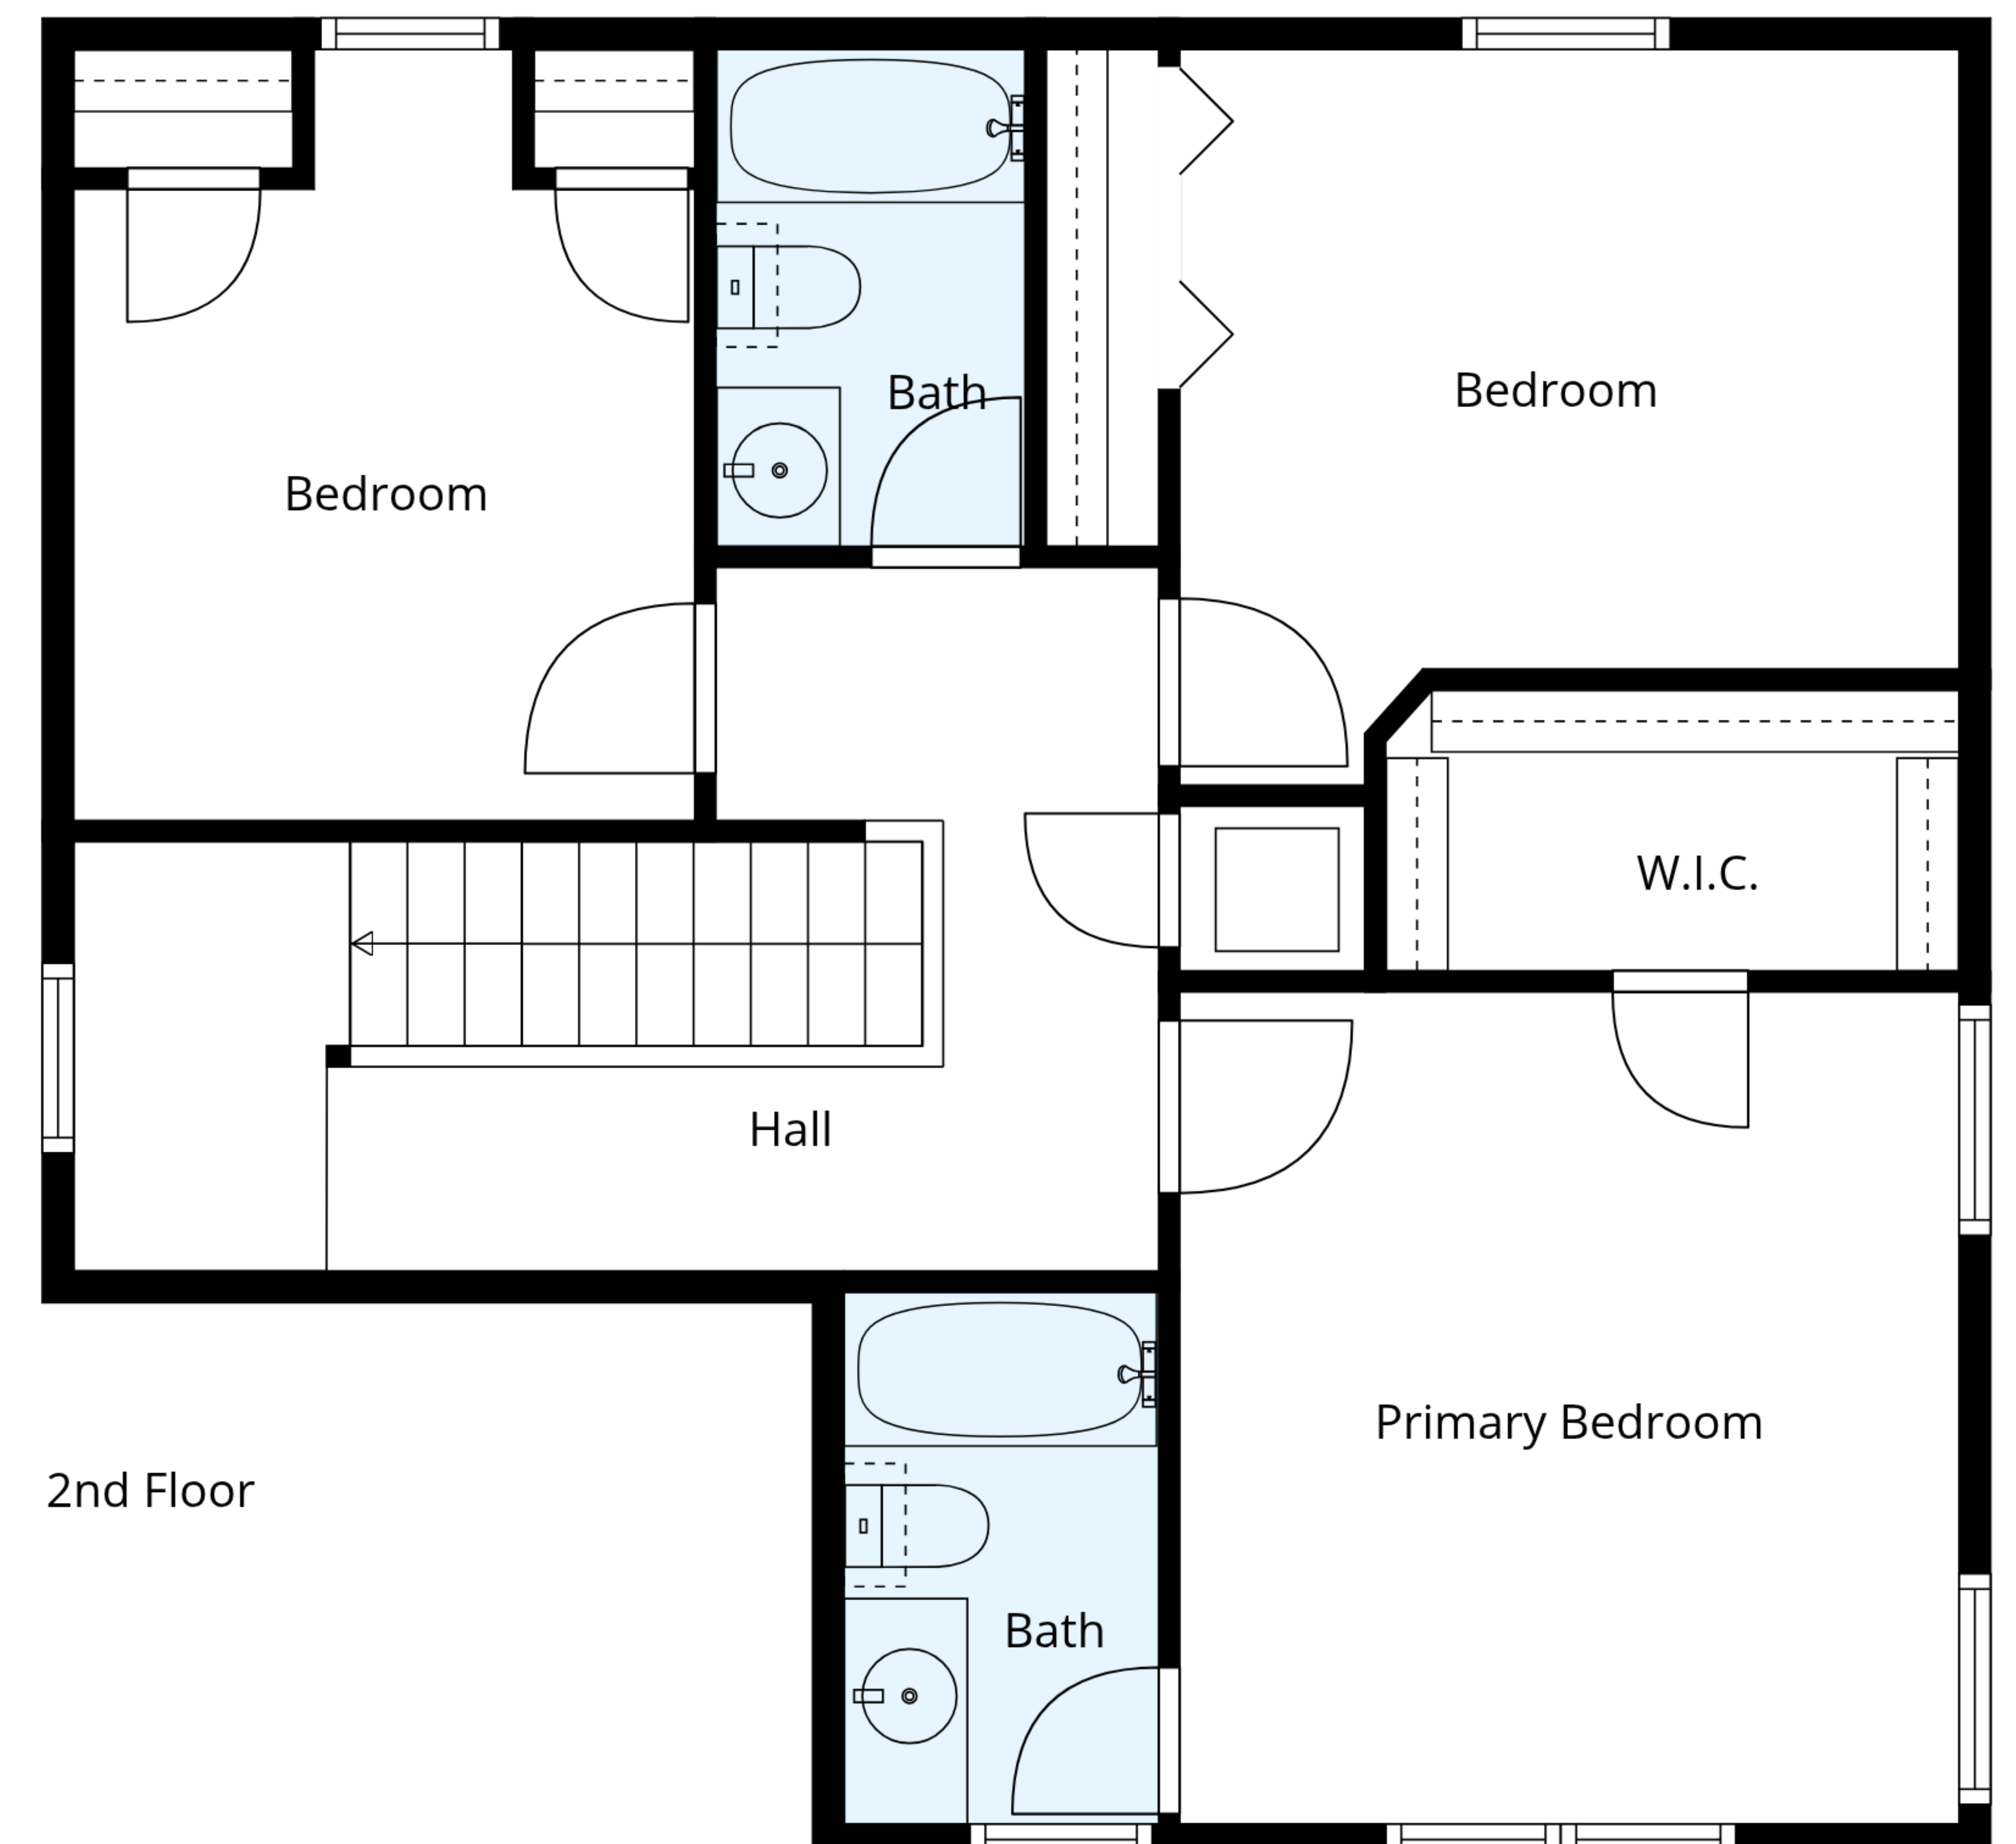 Bath
Bedroom
Bedroom
W.I.C.
Hall
Primary Bedroom
2nd Floor
Bath